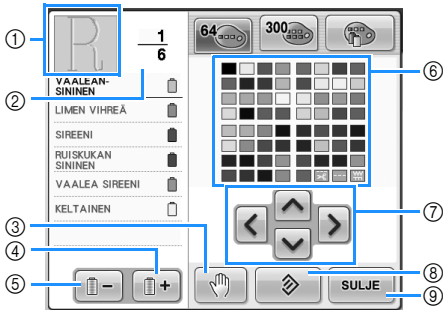 ① R 1 64 300
② 6
VAALEAN-
SININEN
LIMEN VIHREÄ
SIREENI
RUISKUKAN
SININEN
VAALEA SIREENI
KELTAINEN
⑥
⑦
③
④
⑤ − + SULJE ⑧
⑨